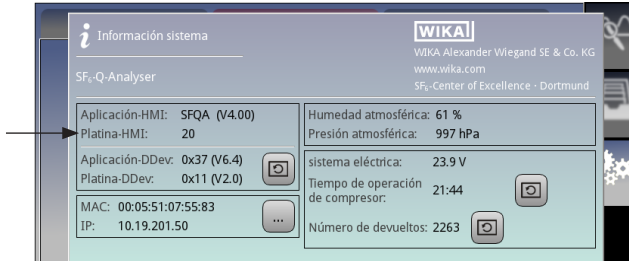 i Información sistema
WIKAI
WIKA Alexander Wiegand SE & Co. KG
www.wika.com
SF₆-Q-Analyser
SF₆-Center of Excellence · Dortmund
Aplicación-HMI: SFQA (V4.00)
Platina-HMI: 20
Aplicación-DDev: 0x37 (V6.4)
Platina-DDev: 0x11 (V2.0)
MAC: 00:05:51:07:55:83
IP: 10.19.201.50
...
Humedad atmosférica: 61 %
Presión atmosférica: 997 hPa
sistema eléctrica: 23.9 V
Tiempo de operación
de compresor: 21:44
Número de devueltos: 2263